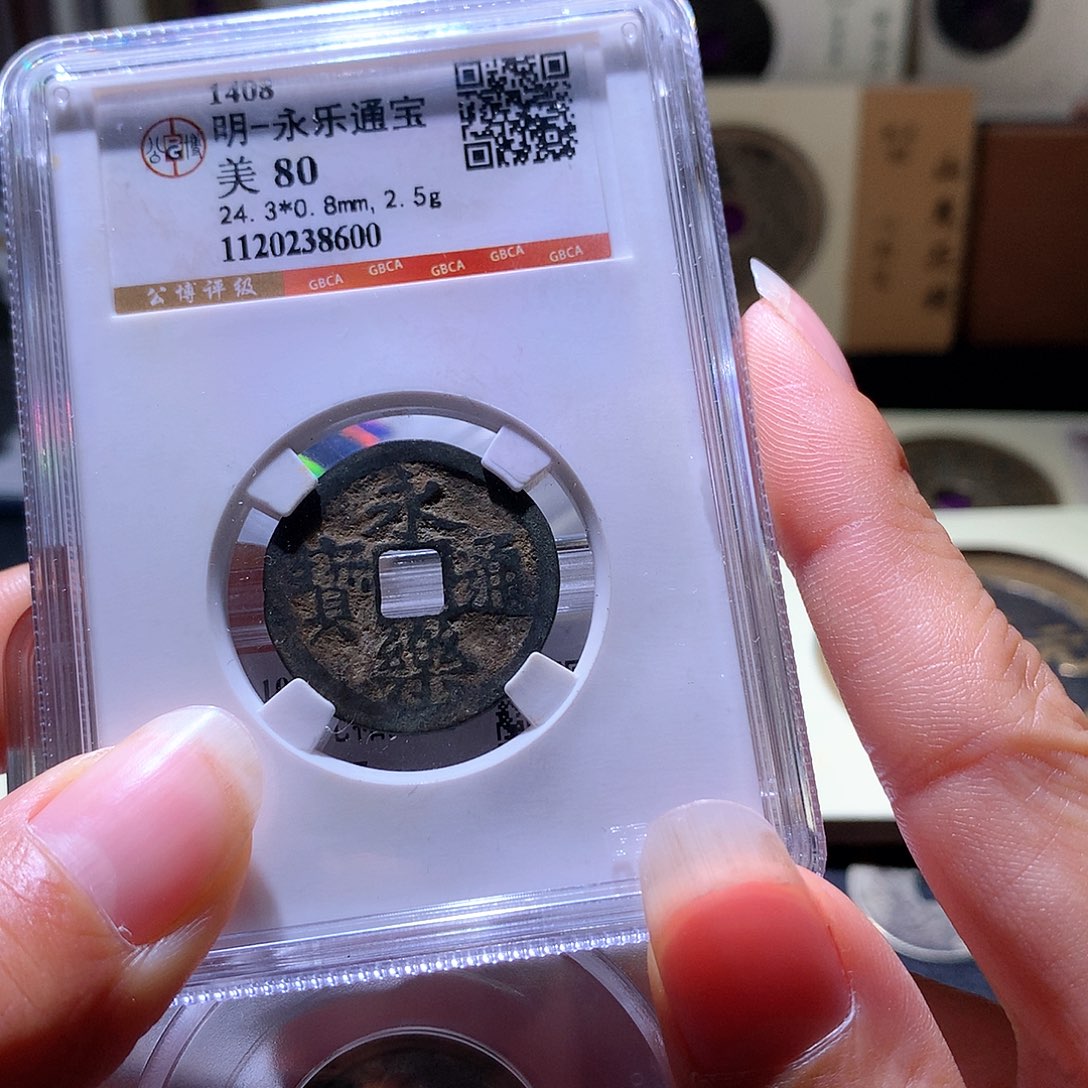 1408
明-永乐通宝
美 80
24.3*0.8mm, 2.5g
1120238600
公博评级 GBCA GBCA GBCA GBCA GBCA
永
寶 通
樂